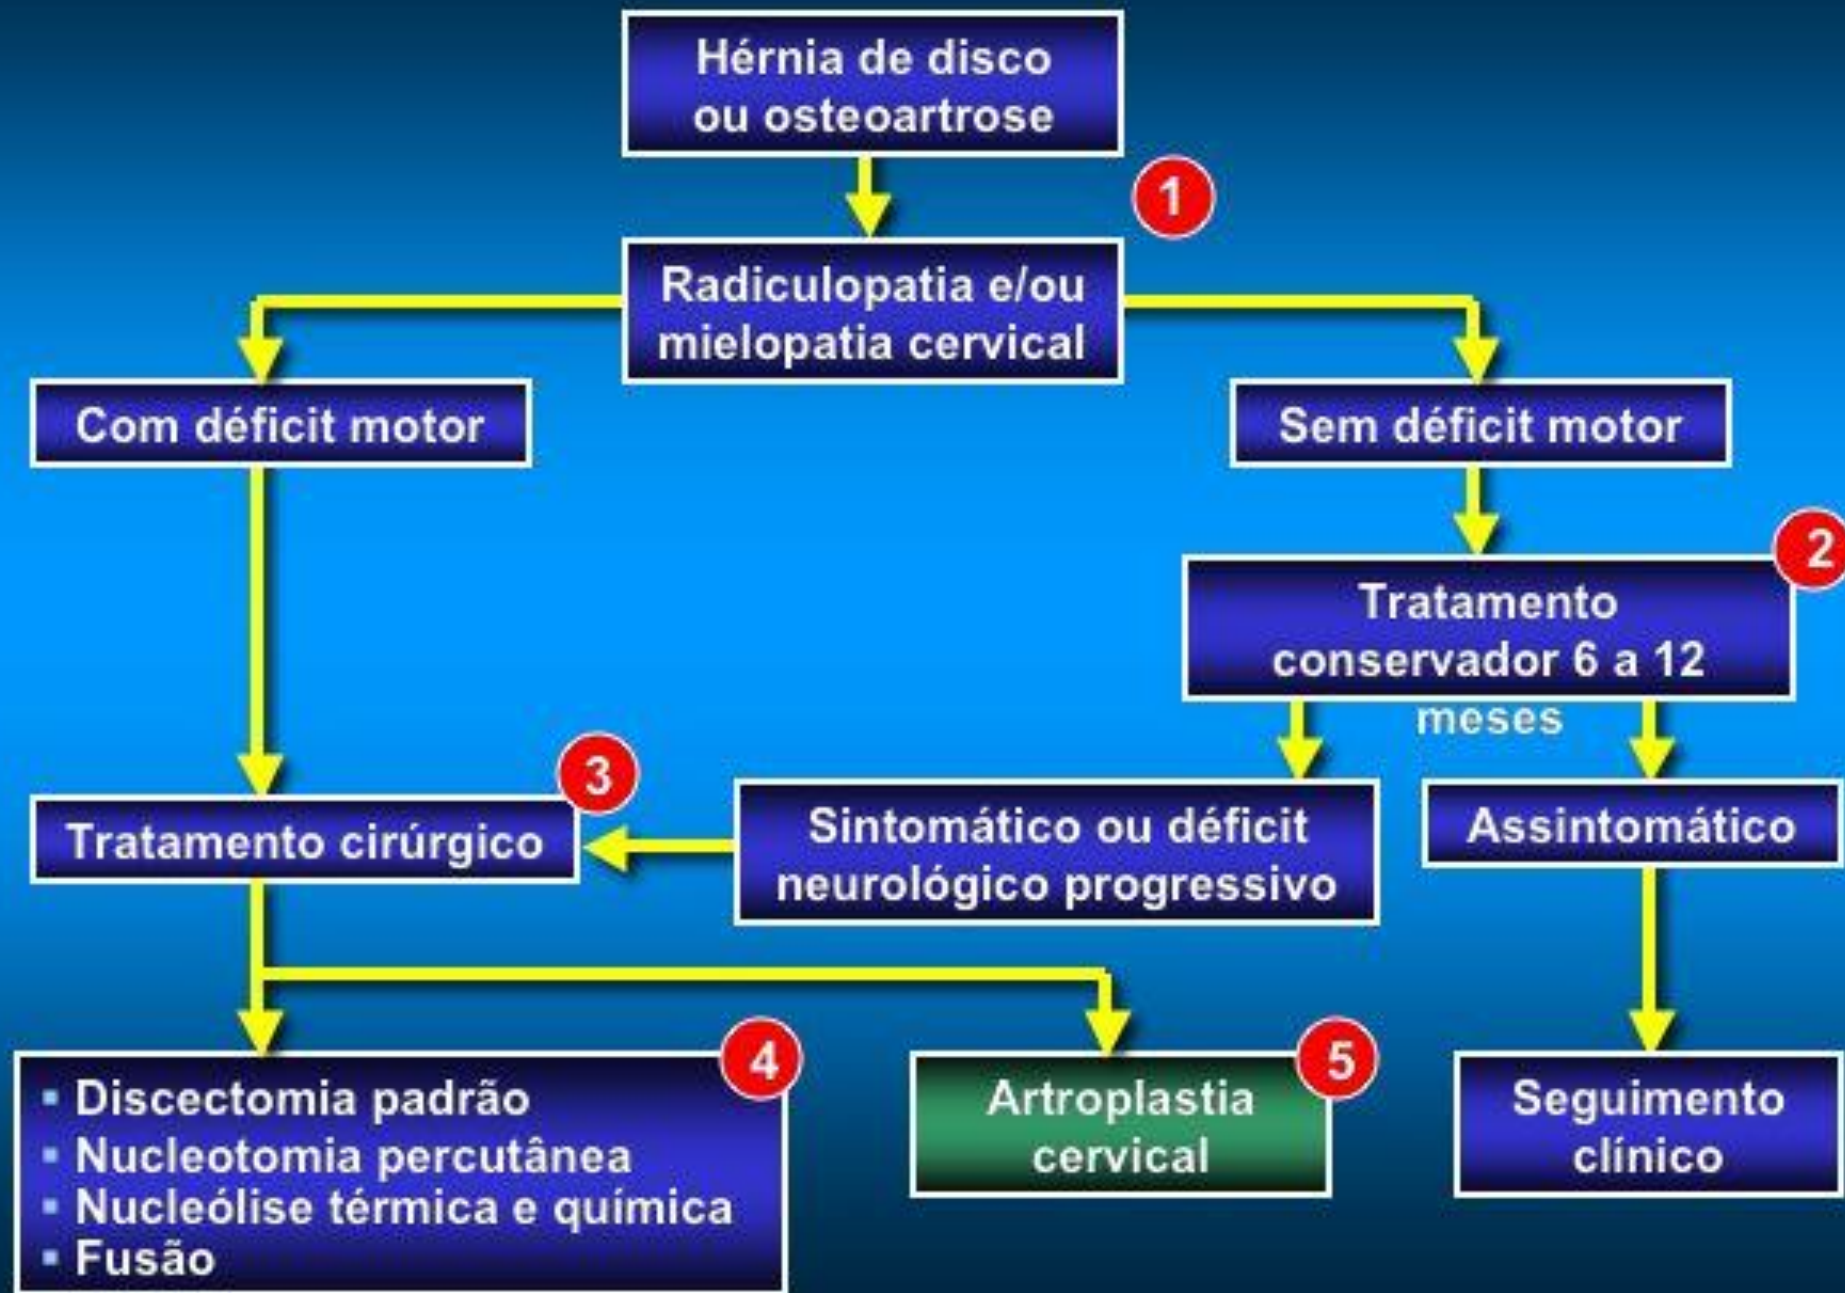 Hérnia de disco
ou osteoartrose
1
Radiculopatia e/ou
mielopatia cervical
Com déficit motor
Sem déficit motor
2
Tratamento
conservador 6 a 12
meses
3
Tratamento cirúrgico
Sintomático ou déficit
neurológico progressivo
Assintomático
4
▪ Discectomia padrão
▪ Nucleotomia percutânea
▪ Nucleólise térmica e química
▪ Fusão
5
Artroplastia
cervical
Seguimento
clínico